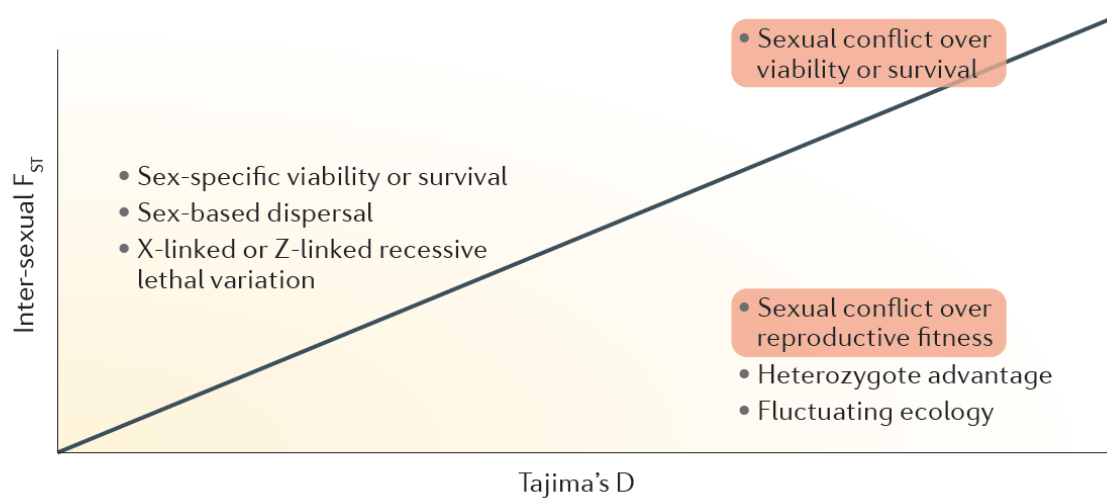 Inter-sexual F_ST
• Sexual conflict over
viability or survival
• Sex-specific viability or survival
• Sex-based dispersal
• X-linked or Z-linked recessive
lethal variation
• Sexual conflict over
reproductive fitness
• Heterozygote advantage
• Fluctuating ecology
Tajima's D